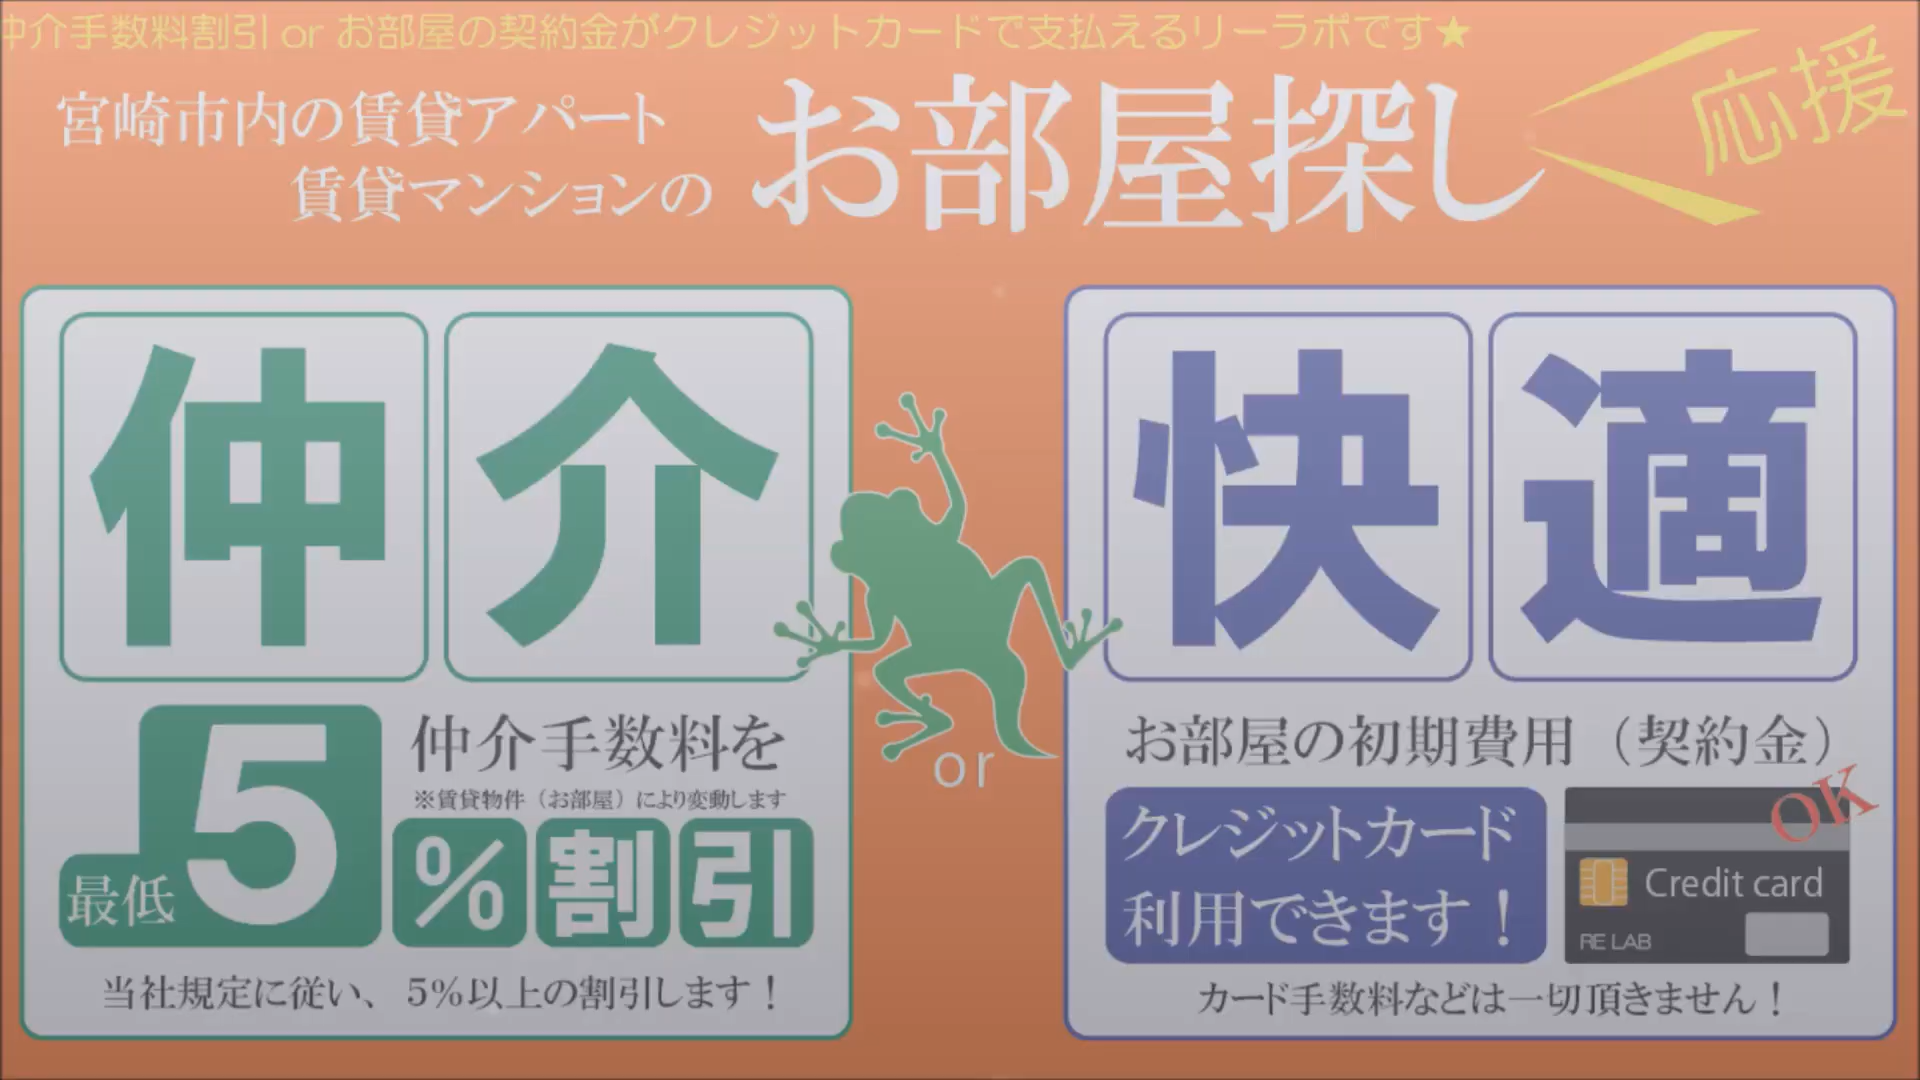 仲介手数料割引 or お部屋の契約金がクレジットカードで支払えるリーラボです★
宮崎市内の賃貸アパート
賃貸マンションの
お部屋探し
応援
仲介
仲介手数料を
※賃貸物件（お部屋）により変動します
最低5%割引
当社規定に従い、5%以上の割引します！
or
快適
お部屋の初期費用（契約金）
クレジットカード
利用できます！
OK
Credit card
RE LAB
カード手数料などは一切頂きません！